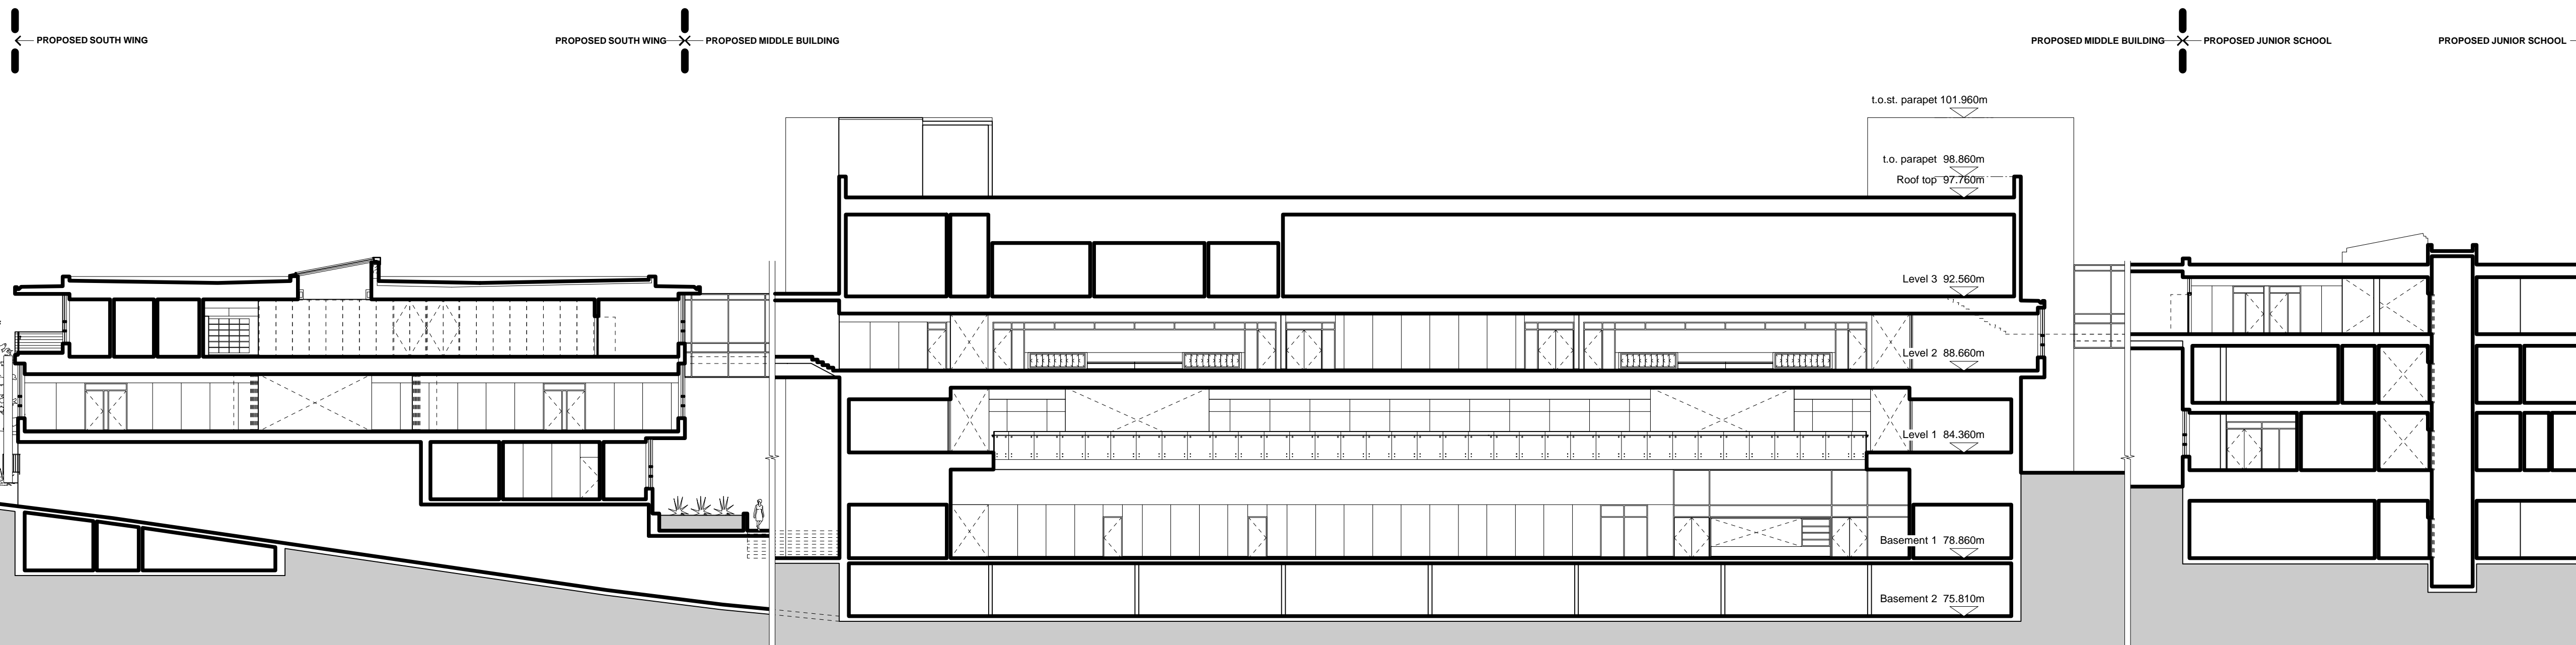 PROPOSED SOUTH WING
PROPOSED SOUTH WING
PROPOSED MIDDLE BUILDING
PROPOSED MIDDLE BUILDING
PROPOSED JUNIOR SCHOOL
PROPOSED JUNIOR SCHOOL
t.o.st. parapet 101.960m
t.o. parapet 98.860m
Roof top 97.760m
Level 3 92.560m
Level 2 88.660m
Level 1 84.360m
Basement 1 78.860m
Basement 2 75.810m